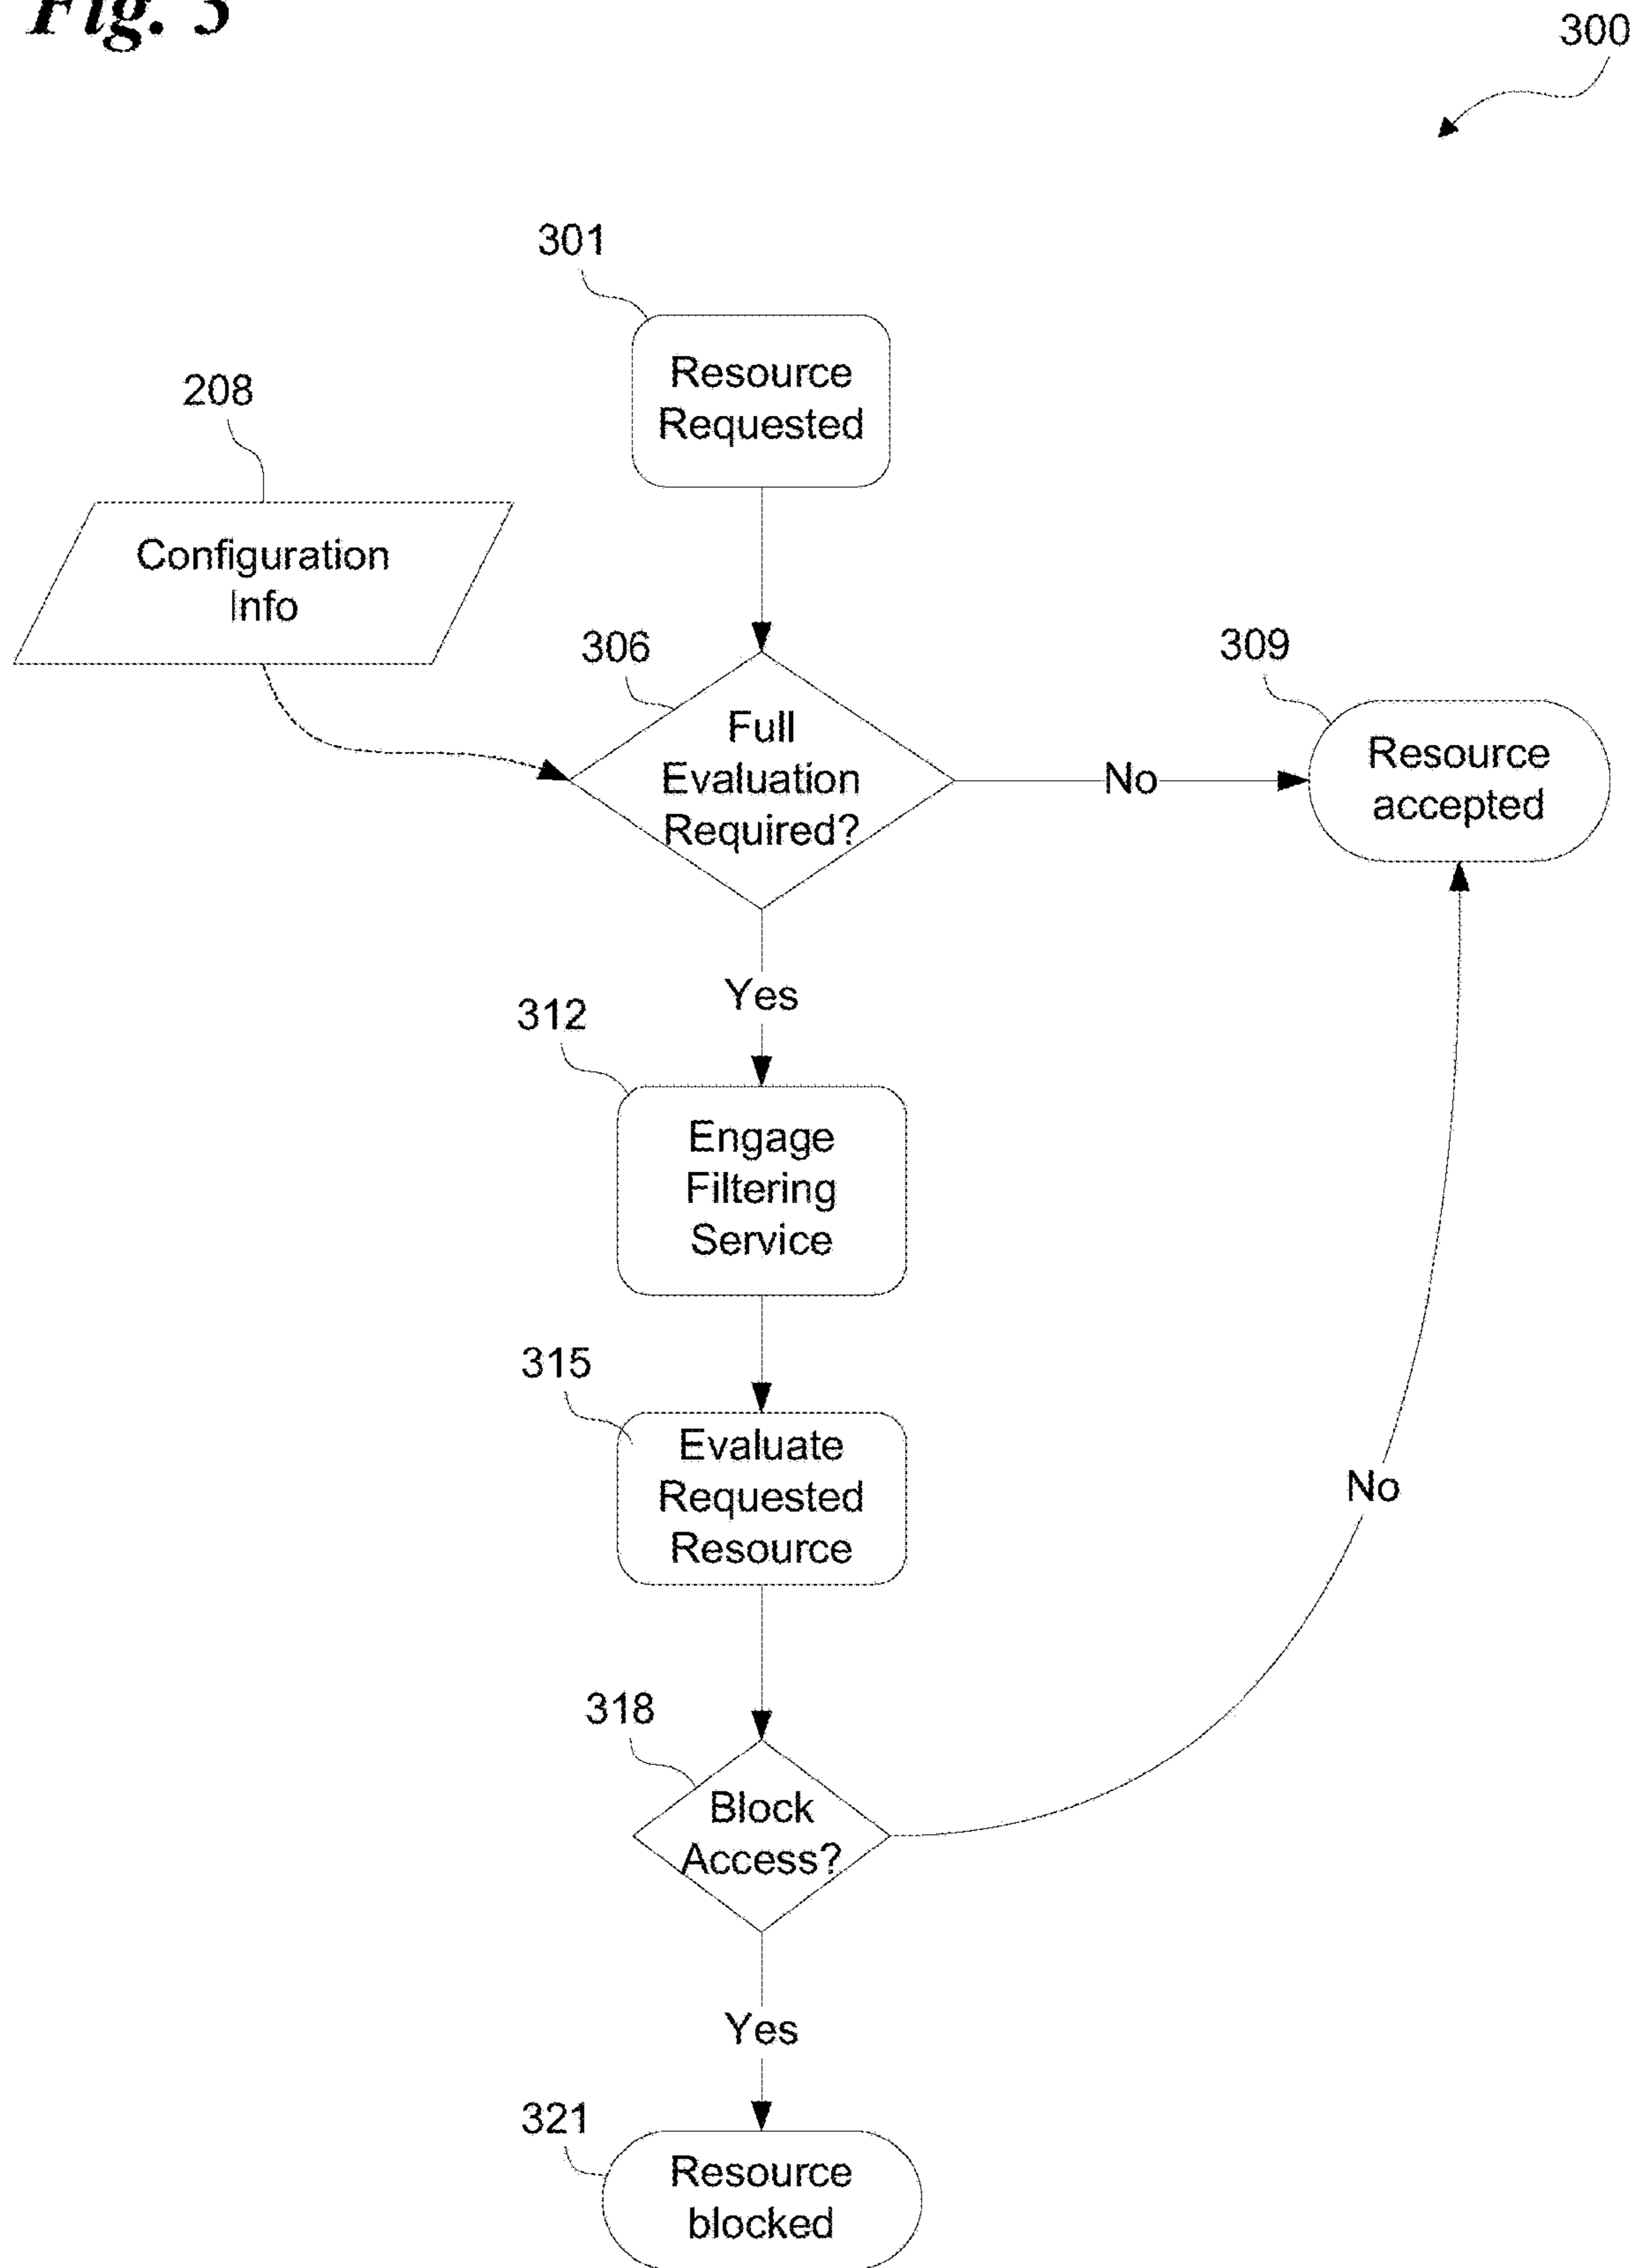 Fig. 3
300
301
Resource
Requested
208
Configuration
Info
306
Full
Evaluation
Required?
No
309
Resource
accepted
Yes
312
Engage
Filtering
Service
315
Evaluate
Requested
Resource
No
318
Block
Access?
Yes
321
Resource
blocked